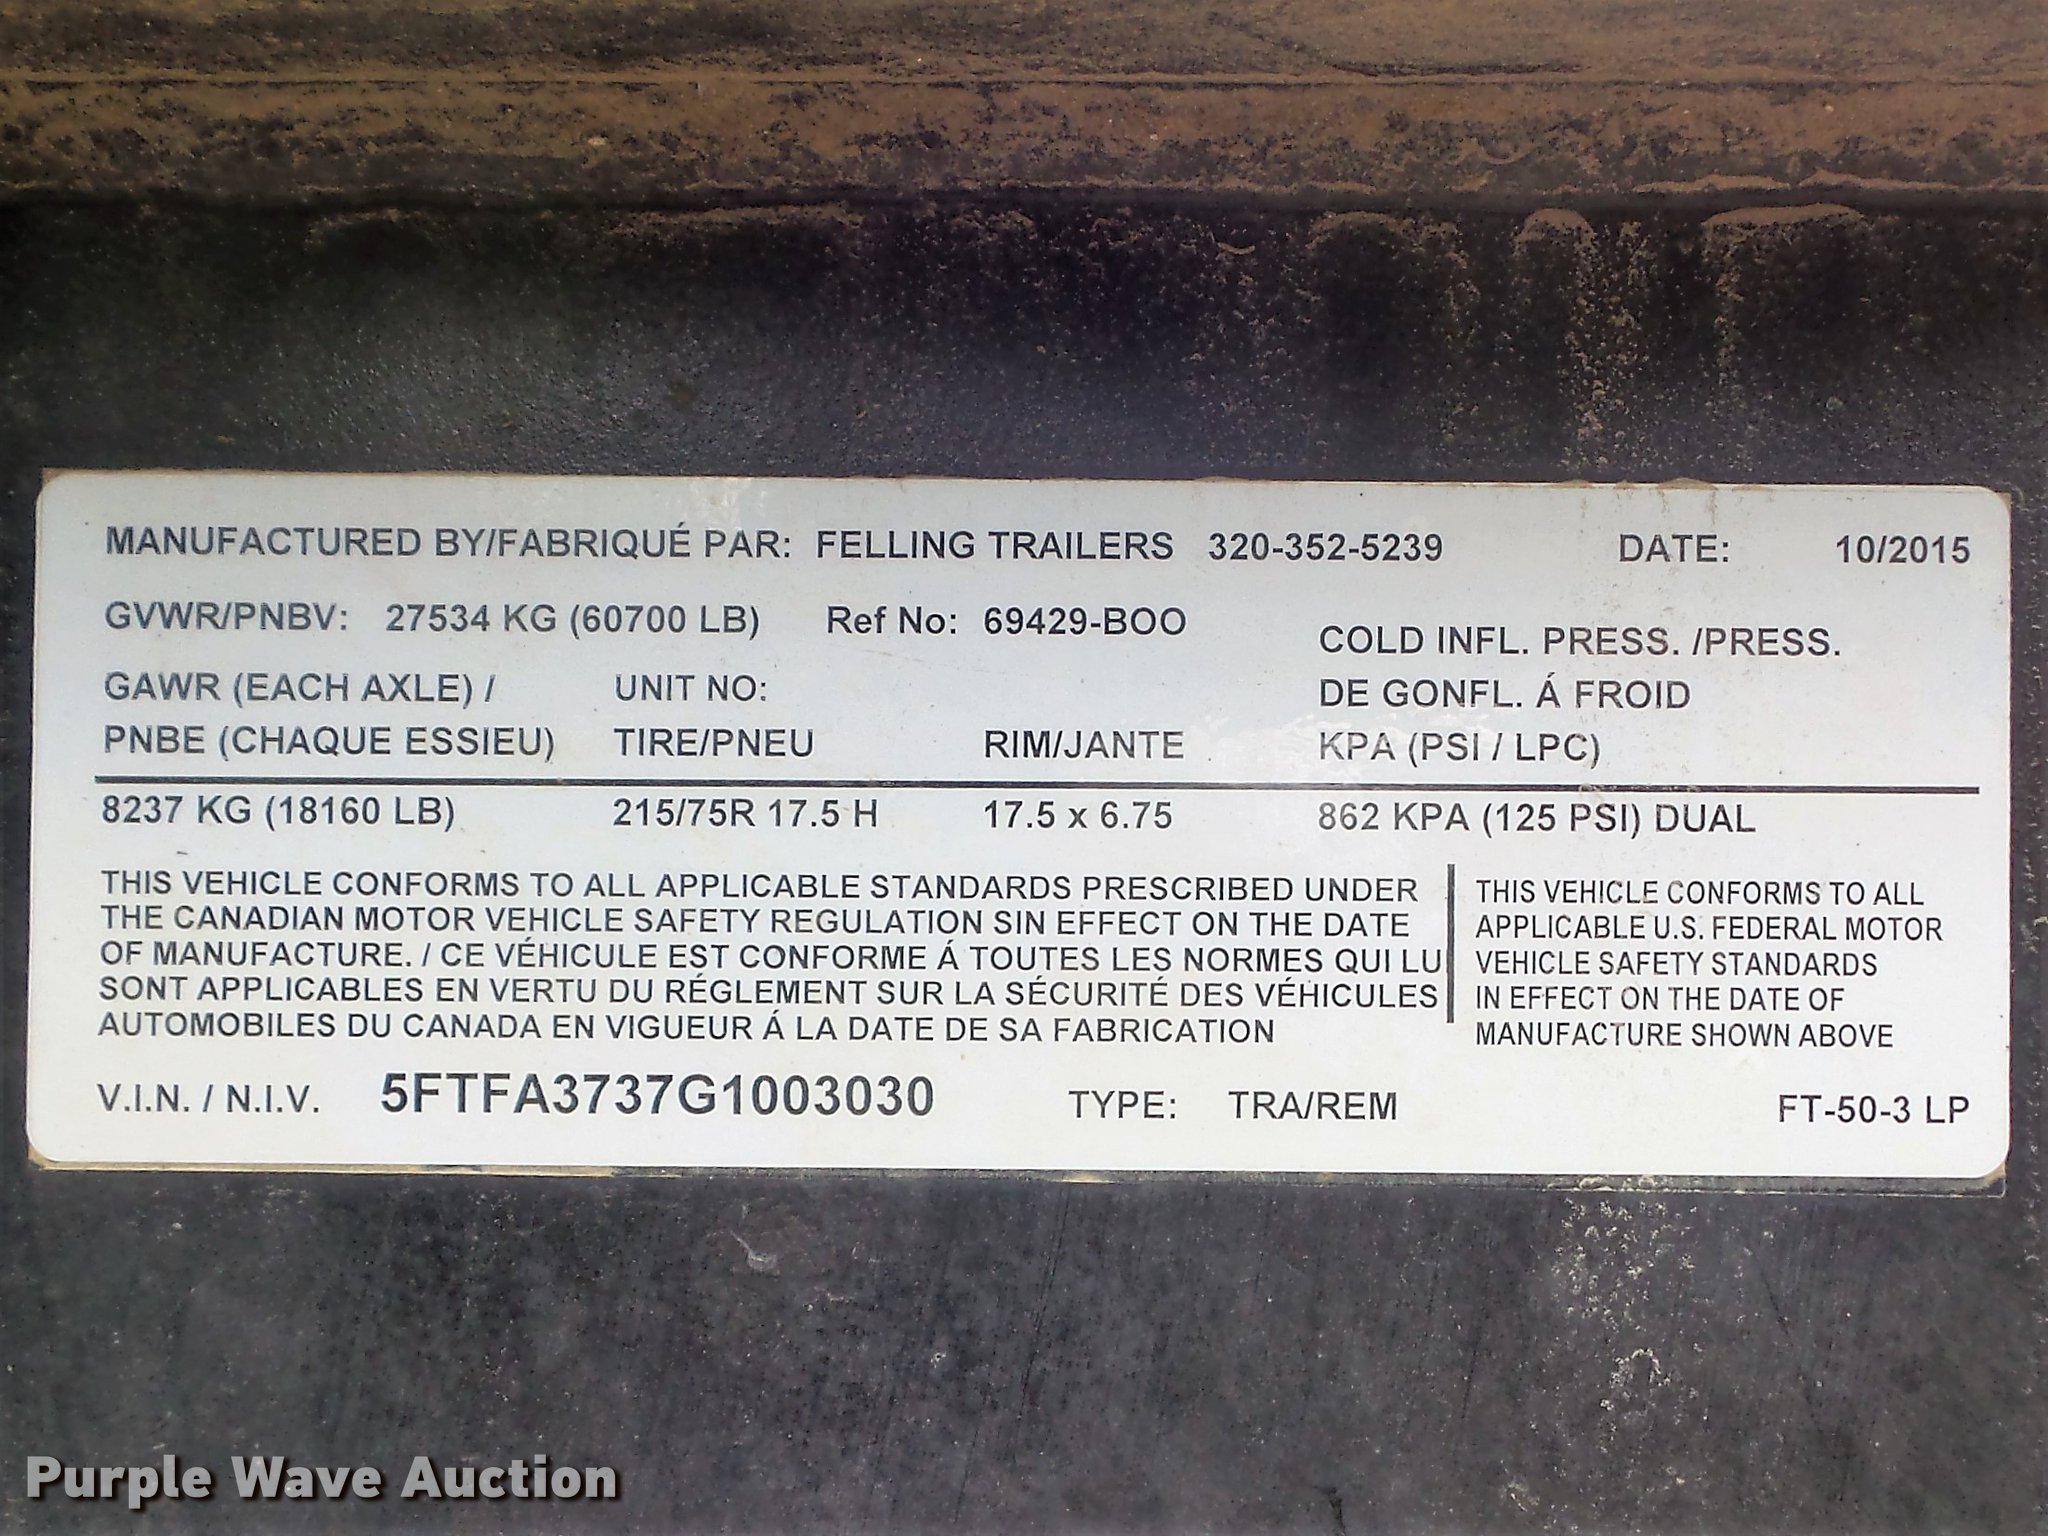 MANUFACTURED BY/FABRIQUÉ PAR: FELLING TRAILERS 320-352-5239 DATE: 10/2015
GVWR/PNBV: 27534 KG (60700 LB) Ref No: 69429-BOO
COLD INFL. PRESS. /PRESS.
GAWR (EACH AXLE) / UNIT NO: DE GONFL. Á FROID
PNBE (CHAQUE ESSIEU) TIRE/PNEU RIM/JANTE KPA (PSI / LPC)
8237 KG (18160 LB) 215/75R 17.5 H 17.5 x 6.75 862 KPA (125 PSI) DUAL
THIS VEHICLE CONFORMS TO ALL APPLICABLE STANDARDS PRESCRIBED UNDER
THE CANADIAN MOTOR VEHICLE SAFETY REGULATION SIN EFFECT ON THE DATE
OF MANUFACTURE. / CE VÉHICULE EST CONFORME Á TOUTES LES NORMES QUI LU
SONT APPLICABLES EN VERTU DU RÉGLEMENT SUR LA SÉCURITÉ DES VÉHICULES
AUTOMOBILES DU CANADA EN VIGUEUR Á LA DATE DE SA FABRICATION
THIS VEHICLE CONFORMS TO ALL
APPLICABLE U.S. FEDERAL MOTOR
VEHICLE SAFETY STANDARDS
IN EFFECT ON THE DATE OF
MANUFACTURE SHOWN ABOVE
V.I.N. / N.I.V. 5FTFA3737G1003030 TYPE: TRA/REM FT-50-3 LP
Purple Wave Auction